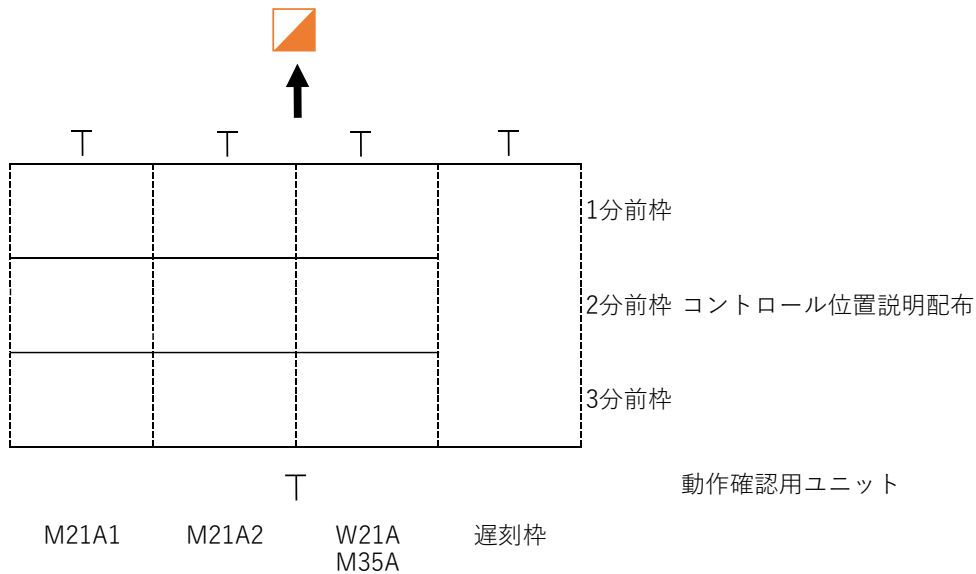 1分前枠
2分前枠 コントロール位置説明配布
3分前枠
動作確認用ユニット
M21A1
M21A2
W21A
M35A
遅刻枠